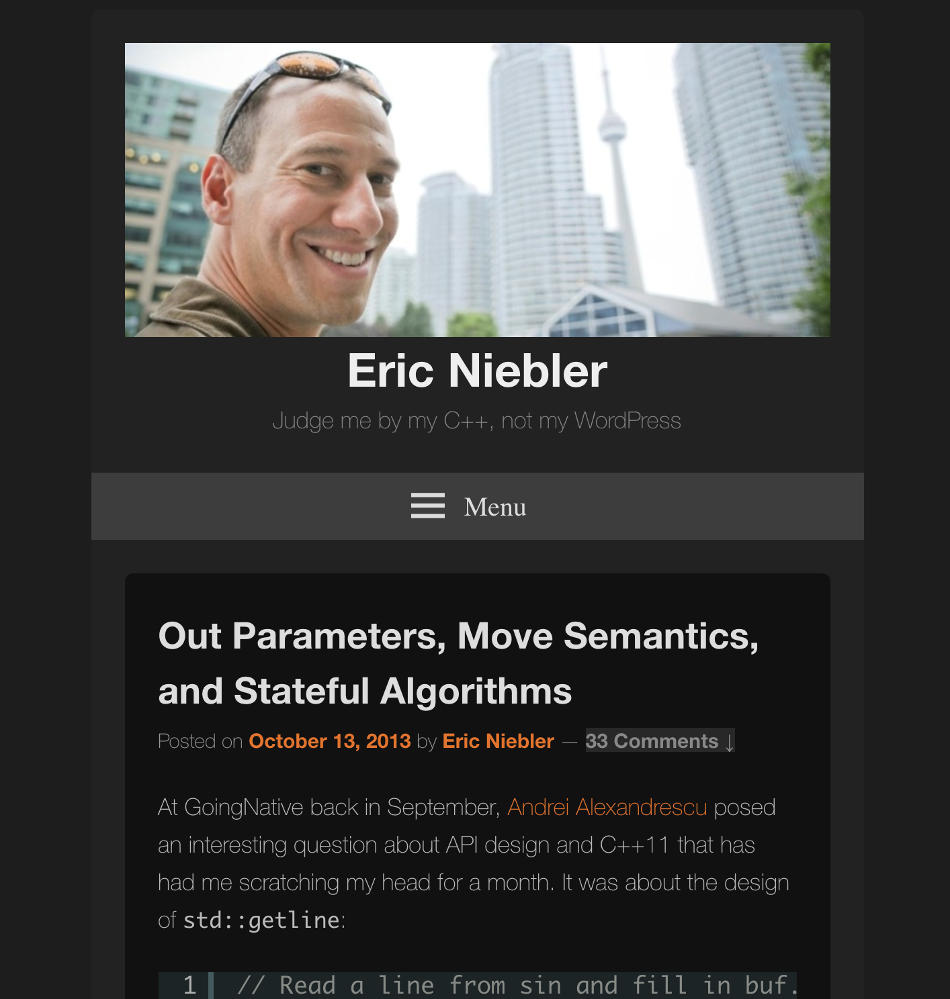 Eric Niebler
Judge me by my C++, not my WordPress
Menu
Out Parameters, Move Semantics,
and Stateful Algorithms
Posted on October 13, 2013 by Eric Niebler — 33 Comments ↓
At GoingNative back in September, Andrei Alexandrescu posed
an interesting question about API design and C++11 that has
had me scratching my head for a month. It was about the design
of std::getline:
1 // Read a line from sin and fill in buf.